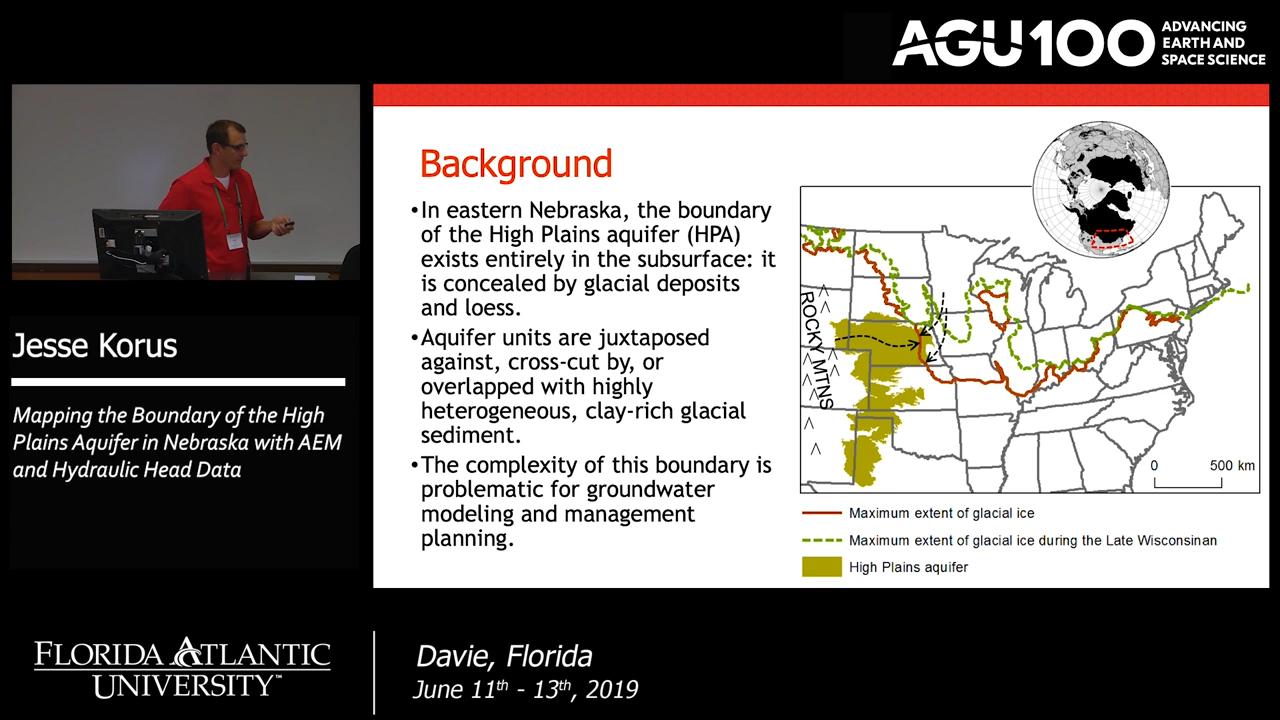 AGU100
ADVANCING
EARTH AND
SPACE SCIENCE
Jesse Korus
Mapping the Boundary of the High
Plains Aquifer in Nebraska with AEM
and Hydraulic Head Data
Background
•In eastern Nebraska, the boundary
of the High Plains aquifer (HPA)
exists entirely in the subsurface: it
is concealed by glacial deposits
and loess.
•Aquifer units are juxtaposed
against, cross-cut by, or
overlapped with highly
heterogeneous, clay-rich glacial
sediment.
•The complexity of this boundary is
problematic for groundwater
modeling and management
planning.
ROCKY MTNS
0 500 km
Maximum extent of glacial ice
Maximum extent of glacial ice during the Late Wisconsinan
High Plains aquifer
FLORIDA ATLANTIC
UNIVERSITY™
Davie, Florida
June 11th - 13th, 2019